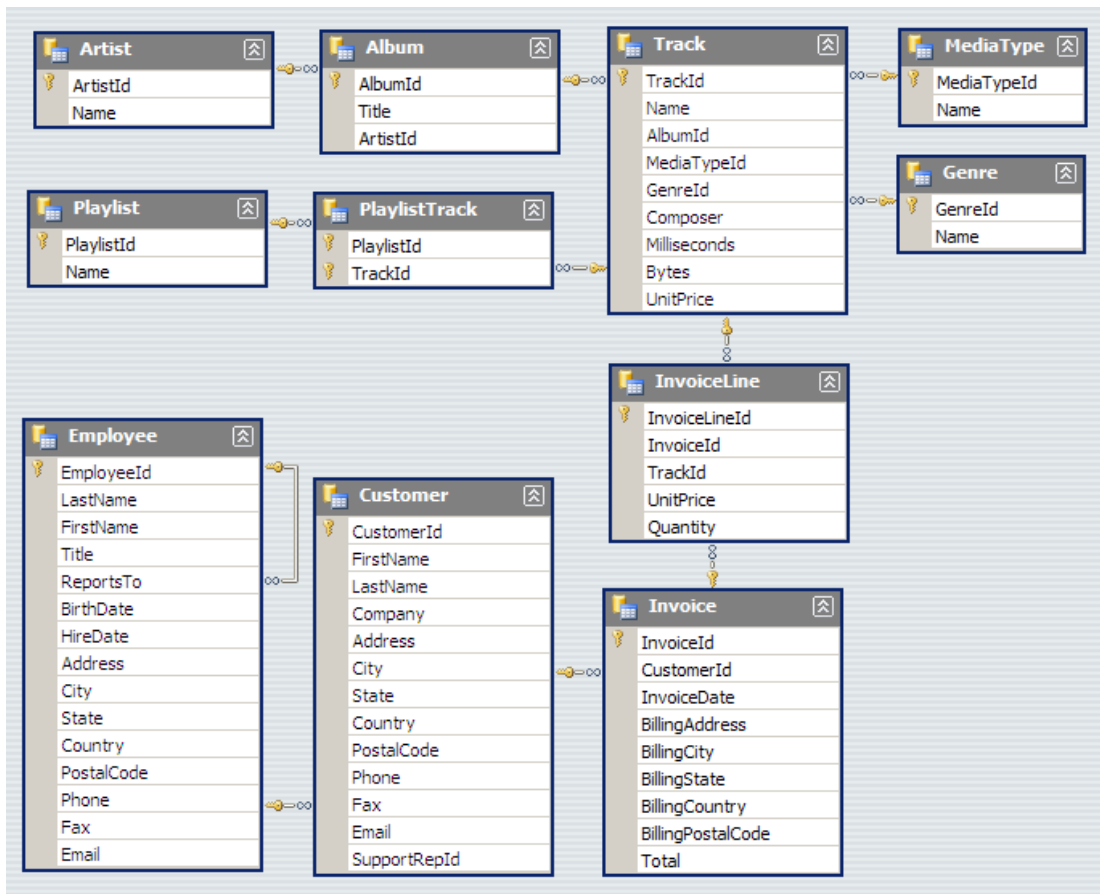 Artist
ArtistId
Name
Album
AlbumId
Title
ArtistId
Track
TrackId
Name
AlbumId
MediaTypeId
GenreId
Composer
Milliseconds
Bytes
UnitPrice
MediaType
MediaTypeId
Name
Genre
GenreId
Name
Playlist
PlaylistId
Name
PlaylistTrack
PlaylistId
TrackId
InvoiceLine
InvoiceLineId
InvoiceId
TrackId
UnitPrice
Quantity
Employee
EmployeeId
LastName
FirstName
Title
ReportsTo
BirthDate
HireDate
Address
City
State
Country
PostalCode
Phone
Fax
Email
Customer
CustomerId
FirstName
LastName
Company
Address
City
State
Country
PostalCode
Phone
Fax
Email
SupportRepId
Invoice
InvoiceId
CustomerId
InvoiceDate
BillingAddress
BillingCity
BillingState
BillingCountry
BillingPostalCode
Total